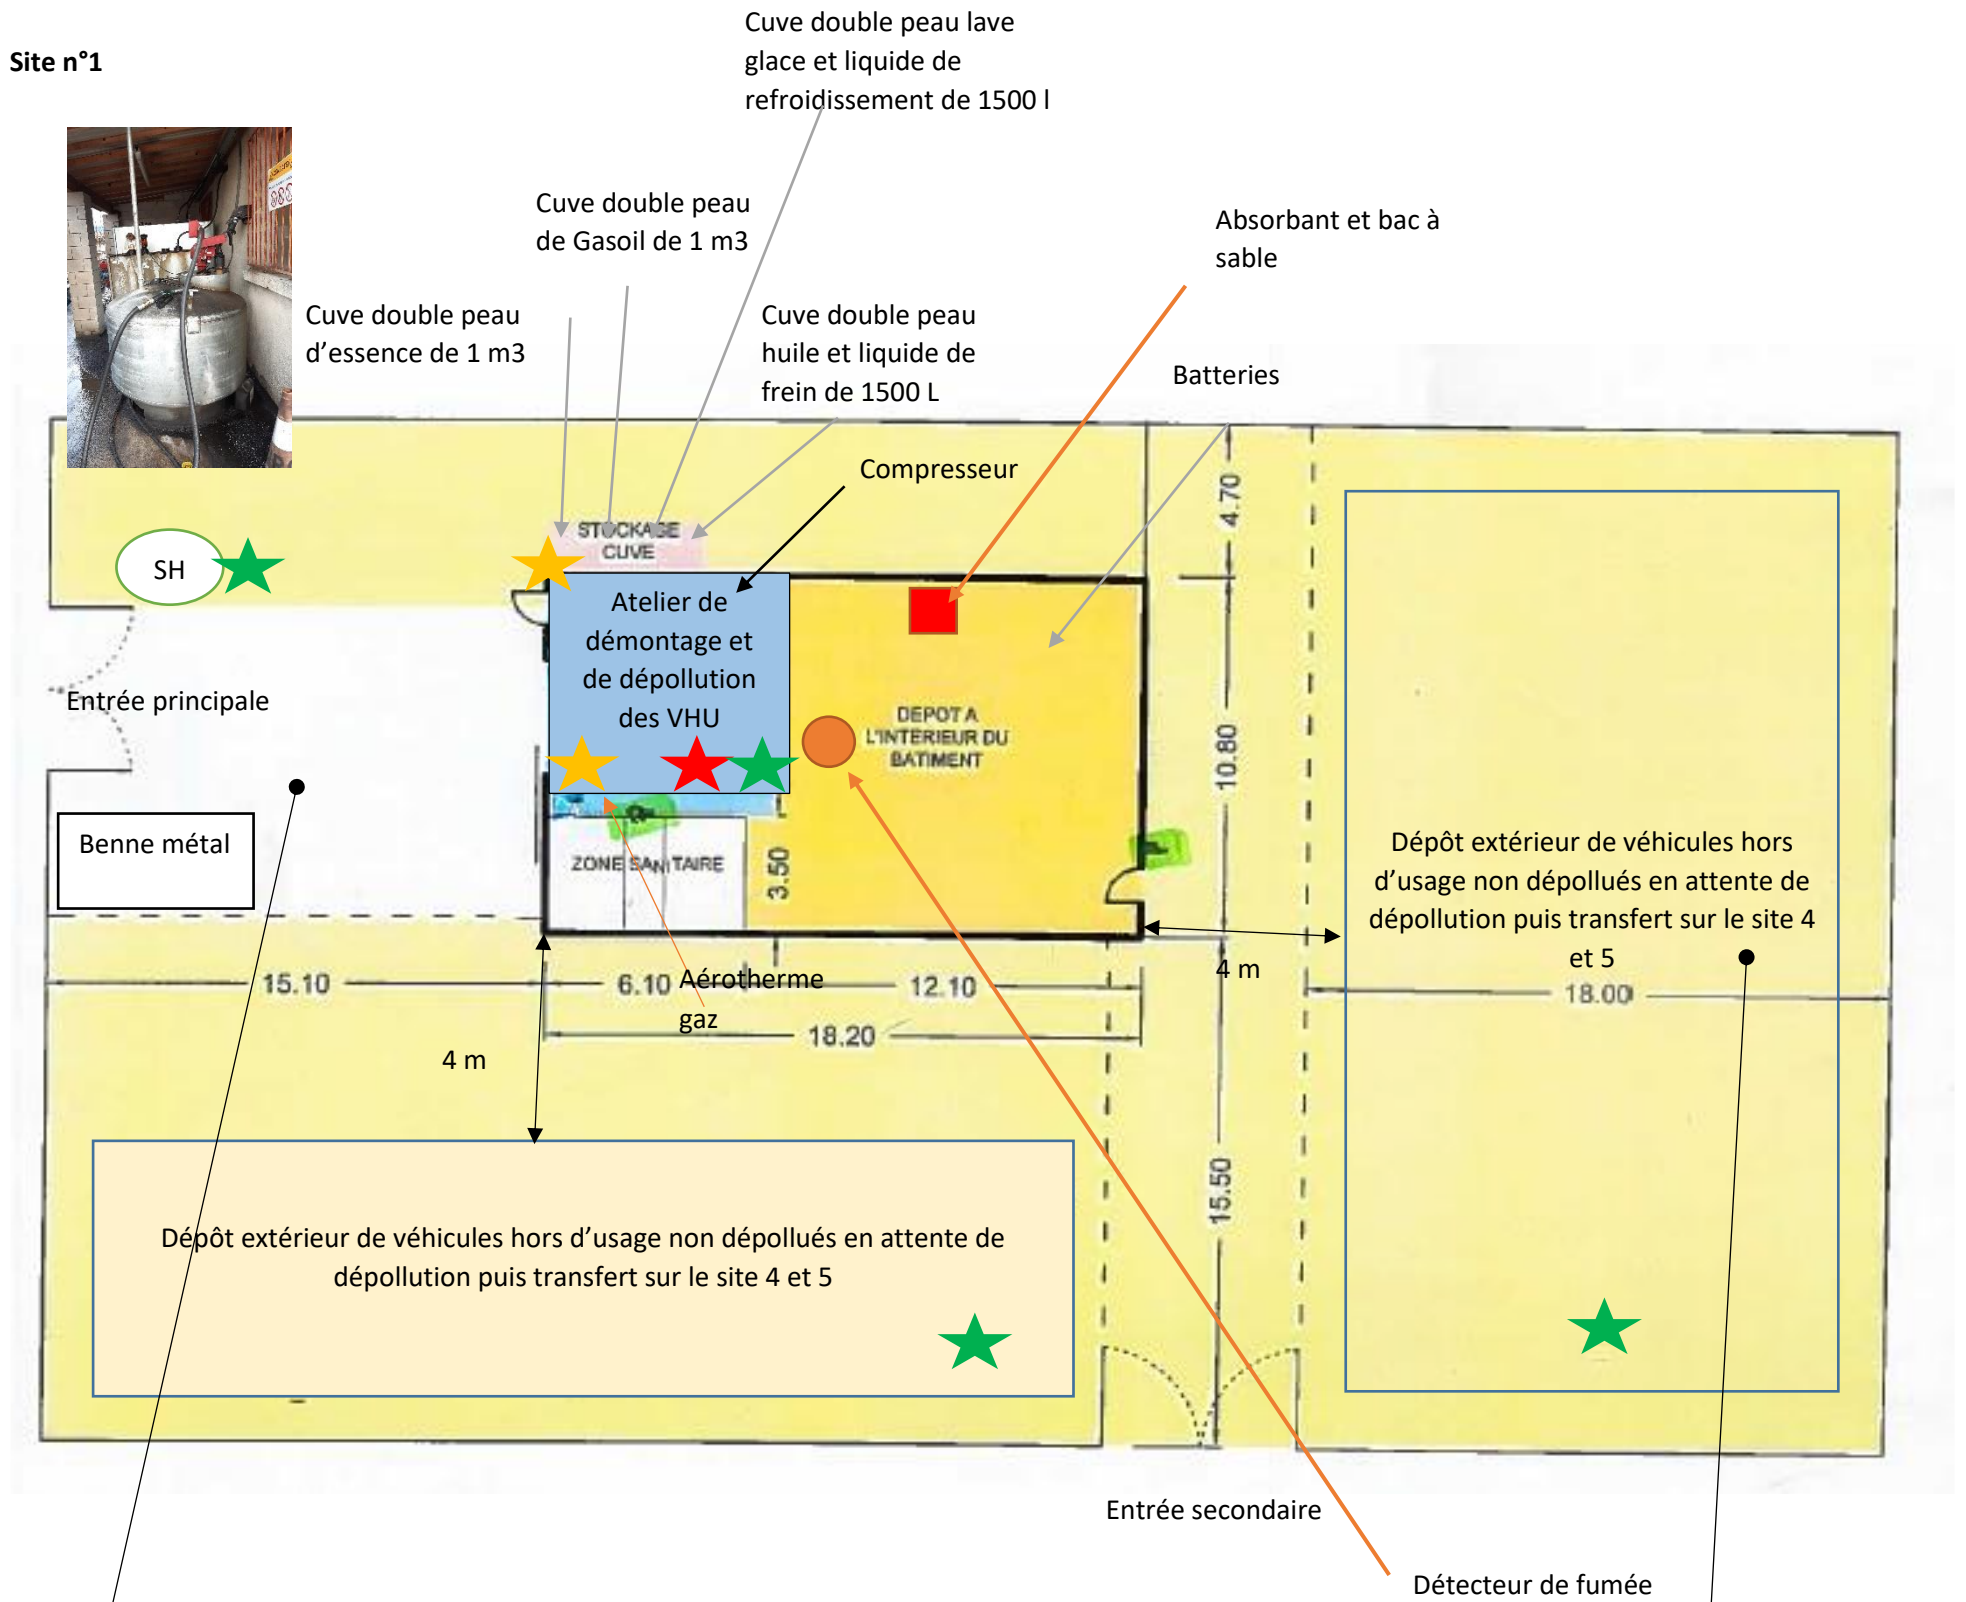 Site n°1
Cuve double peau lave
glace et liquide de
refroidissement de 1500 l
Cuve double peau
de Gasoil de 1 m3
Absorbant et bac à
sable
Cuve double peau
d’essence de 1 m3
Cuve double peau
huile et liquide de
frein de 1500 L
Batteries
Compresseur
4.70
STOCKAGE
CUVE
SH
Atelier de
démontage et
de dépollution
des VHU
Entrée principale
DEPOT A
L'INTERIEUR DU
BATIMENT
10.80
Benne métal
ZONE SANITAIRE
3.50
Dépôt extérieur de véhicules hors
d’usage non dépollués en attente de
dépollution puis transfert sur le site 4
et 5
4 m
15.10
6.10
Aérotherme
gaz
12.10
18.00
18.20
4 m
15.50
Dépôt extérieur de véhicules hors d’usage non dépollués en attente de
dépollution puis transfert sur le site 4 et 5
Entrée secondaire
Détecteur de fumée